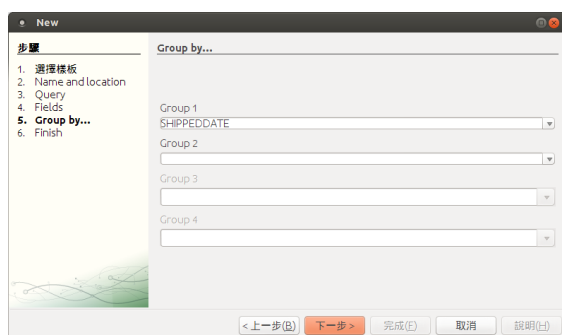 New
步驟
1. 選擇樣板
2. Name and location
3. Query
4. Fields
5. Group by...
6. Finish
Group by...
Group 1
SHIPPEDDATE
Group 2
Group 3
Group 4
< 上一步(B) 下一步 > 完成(F) 取消 說明(H)